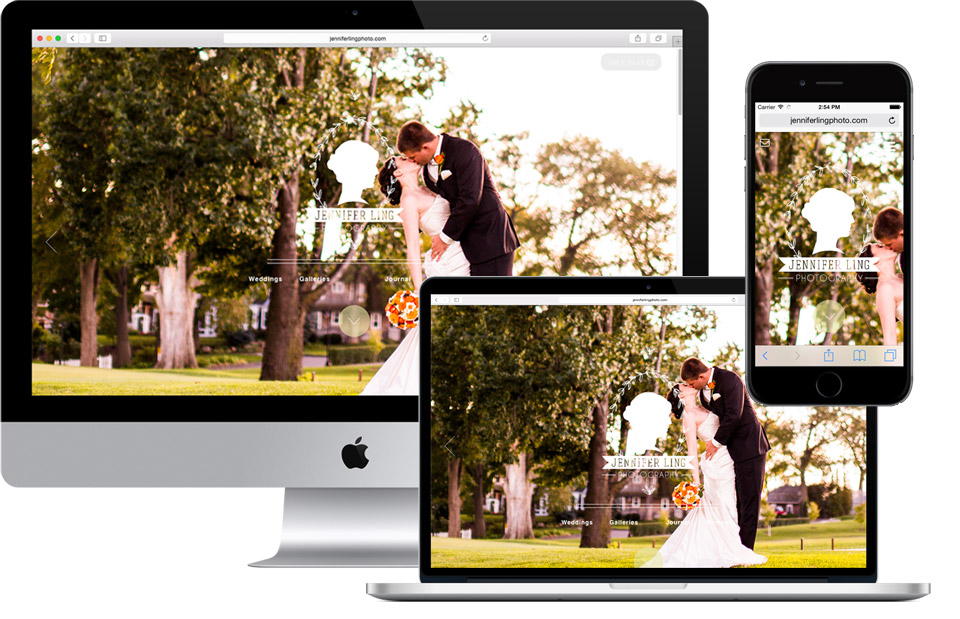 jenniferlingphoto.com
JENNIFER LING
PHOTOGRAPHY
Weddings Galleries Journal
Carrier 2:54 PM
jenniferlingphoto.com
JENNIFER LING
PHOTOGRAPHY
jenniferlingphoto.com
JENNIFER LING
PHOTOGRAPHY
Weddings Galleries Journal